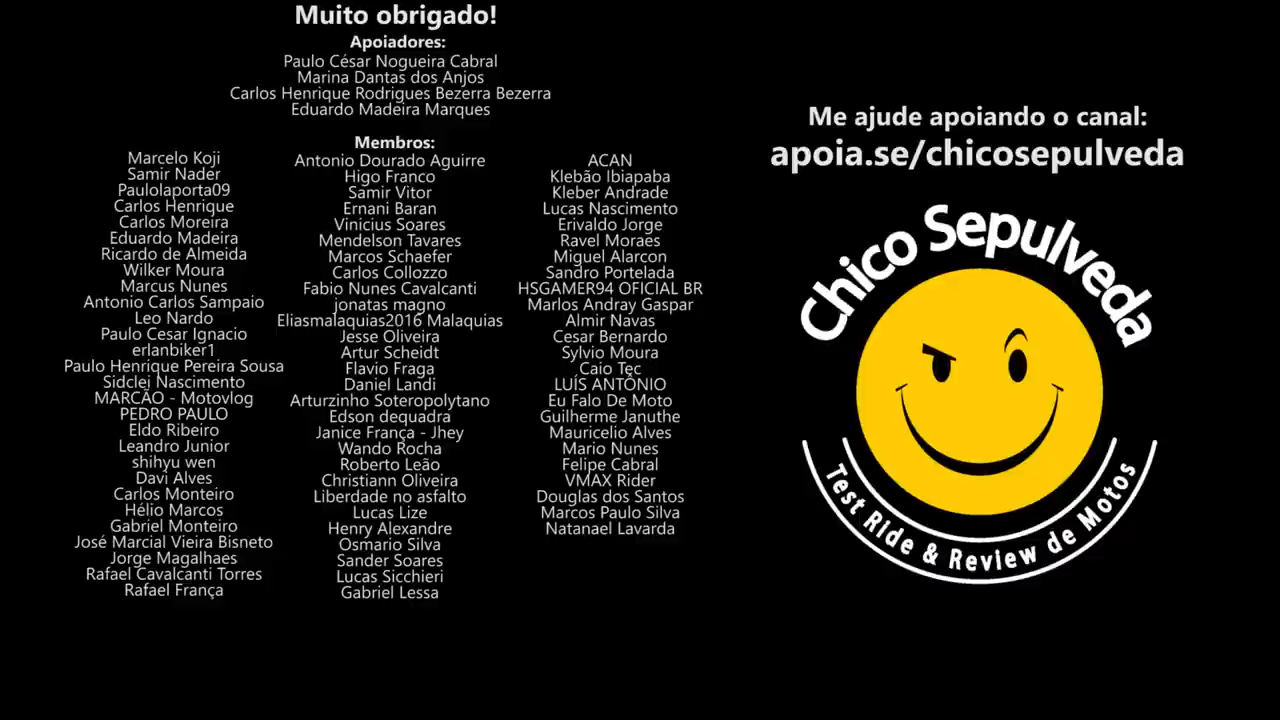 Muito obrigado!
Apoiadores:
Paulo César Nogueira Cabral
Marina Dantas dos Anjos
Carlos Henrique Rodrigues Bezerra Bezerra
Eduardo Madeira Marques
Membros:
Marcelo Koji
Samir Nader
Paulolaporta09
Carlos Henrique
Carlos Moreira
Eduardo Madeira
Ricardo de Almeida
Wilker Moura
Marcus Nunes
Antonio Carlos Sampaio
Leo Nardo
Paulo Cesar Ignacio
erlanbiker1
Paulo Henrique Pereira Sousa
Sidclei Nascimento
MARCÃO - Motovlog
PEDRO PAULO
Eldo Ribeiro
Leandro Junior
shihyu wen
Davi Alves
Carlos Monteiro
Hélio Marcos
Gabriel Monteiro
José Marcial Vieira Bisneto
Jorge Magalhaes
Rafael Cavalcanti Torres
Rafael França
Antonio Dourado Aguirre
Higo Franco
Samir Vitor
Ernani Baran
Vinicius Soares
Mendelson Tavares
Marcos Schaefer
Carlos Collozzo
Fabio Nunes Cavalcanti
jonatas magno
Eliasmalaquias2016 Malaquias
Jesse Oliveira
Artur Scheidt
Flavio Fraga
Daniel Landi
Arturzinho Soteropolytano
Edson dequadra
Janice França - Jhey
Wando Rocha
Roberto Leão
Christiann Oliveira
Liberdade no asfalto
Lucas Lize
Henry Alexandre
Osmario Silva
Sander Soares
Lucas Sicchieri
Gabriel Lessa
ACAN
Klebão Ibiapaba
Kleber Andrade
Lucas Nascimento
Erivaldo Jorge
Ravel Moraes
Miguel Alarcon
Sandro Portelada
HSGAMER94 OFICIAL BR
Marlos Andray Gaspar
Almir Navas
Cesar Bernardo
Sylvio Moura
Caio Tec
LUÍS ANTÔNIO
Eu Falo De Moto
Guilherme Januthe
Mauricelio Alves
Mario Nunes
Felipe Cabral
VMAX Rider
Douglas dos Santos
Marcos Paulo Silva
Natanael Lavarda
Me ajude apoiando o canal:
apoia.se/chicosepulveda
Chico Sepulveda
Test Ride & Review de Motos